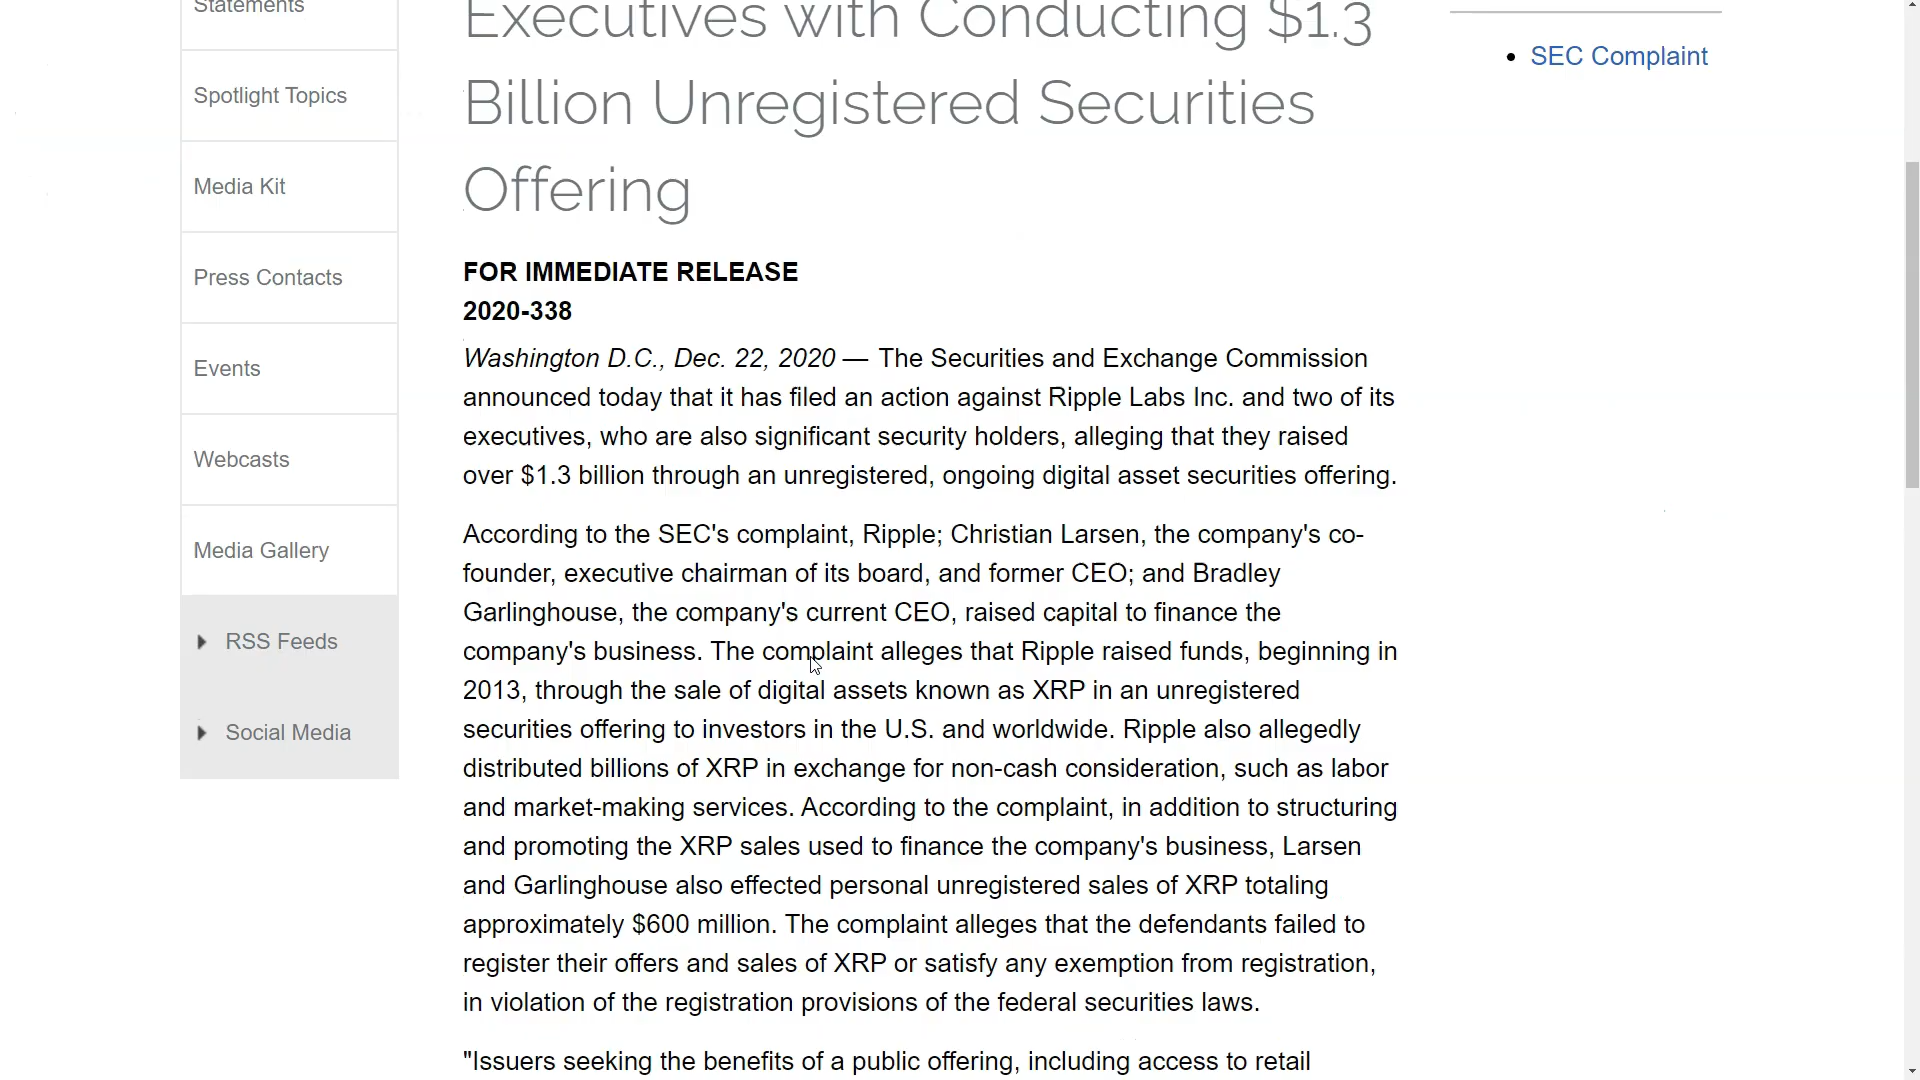 Statements
Spotlight Topics
Media Kit
Press Contacts
Events
Webcasts
Media Gallery
RSS Feeds
Social Media
Executives with Conducting $1.3
Billion Unregistered Securities
Offering
FOR IMMEDIATE RELEASE
2020-338
Washington D.C., Dec. 22, 2020 — The Securities and Exchange Commission
announced today that it has filed an action against Ripple Labs Inc. and two of its
executives, who are also significant security holders, alleging that they raised
over $1.3 billion through an unregistered, ongoing digital asset securities offering.
According to the SEC's complaint, Ripple; Christian Larsen, the company's co-
founder, executive chairman of its board, and former CEO; and Bradley
Garlinghouse, the company's current CEO, raised capital to finance the
company's business. The complaint alleges that Ripple raised funds, beginning in
2013, through the sale of digital assets known as XRP in an unregistered
securities offering to investors in the U.S. and worldwide. Ripple also allegedly
distributed billions of XRP in exchange for non-cash consideration, such as labor
and market-making services. According to the complaint, in addition to structuring
and promoting the XRP sales used to finance the company's business, Larsen
and Garlinghouse also effected personal unregistered sales of XRP totaling
approximately $600 million. The complaint alleges that the defendants failed to
register their offers and sales of XRP or satisfy any exemption from registration,
in violation of the registration provisions of the federal securities laws.
"Issuers seeking the benefits of a public offering, including access to retail
SEC Complaint